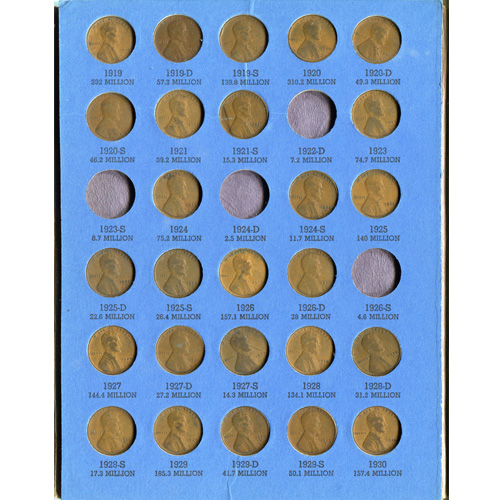 1919 1919-D 1919-S 1920 1920-D
392 MILLION 57.2 MILLION 139.8 MILLION 310.2 MILLION 49.3 MILLION
1920-S 1921 1921-S 1922-D 1923
46.2 MILLION 39.2 MILLION 15.3 MILLION 7.2 MILLION 74.7 MILLION
1923-S 1924 1924-D 1924-S 1925
8.7 MILLION 75.2 MILLION 2.5 MILLION 11.7 MILLION 140 MILLION
1925-D 1925-S 1926 1926-D 1926-S
22.6 MILLION 26.4 MILLION 157.1 MILLION 28 MILLION 4.6 MILLION
1927 1927-D 1927-S 1928 1928-D
144.4 MILLION 27.2 MILLION 14.3 MILLION 134.1 MILLION 31.2 MILLION
1928-S 1929 1929-D 1929-S 1930
17.3 MILLION 185.3 MILLION 41.7 MILLION 50.1 MILLION 157.4 MILLION